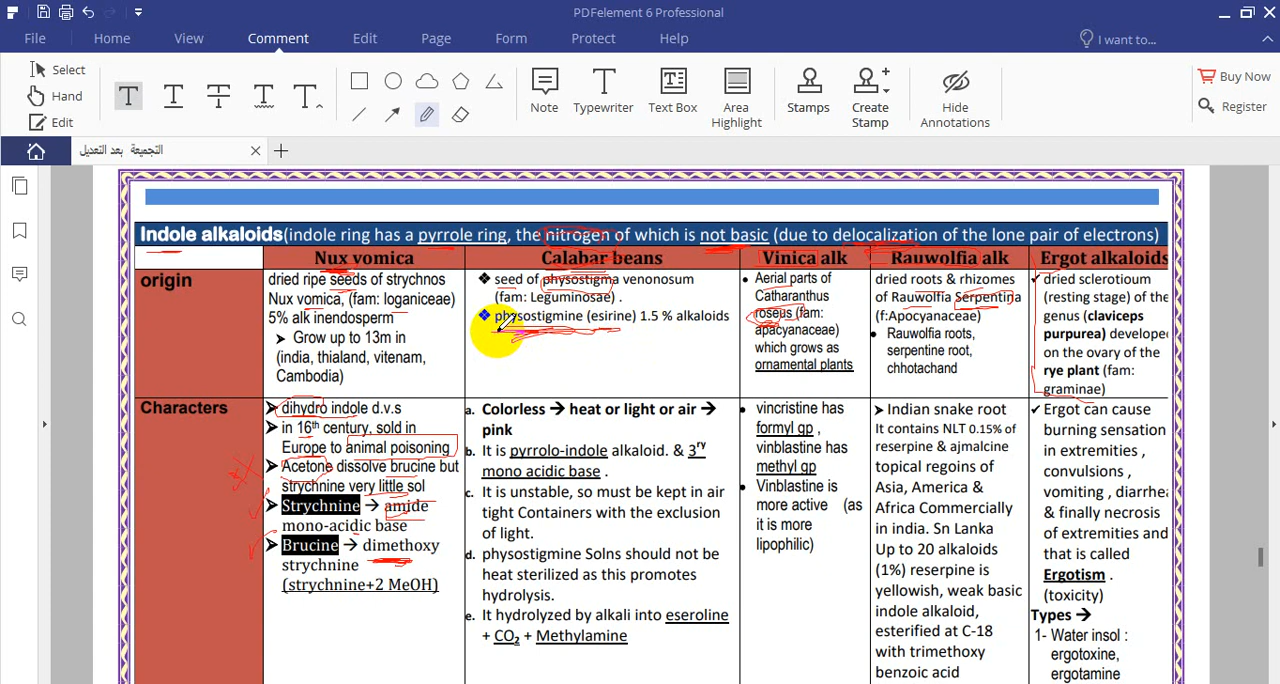 PDFelement 6 Professional
File Home View Comment Edit Page Form Protect Help I want to...
Select
Hand
Edit
Note Typewriter Text Box Area Highlight Stamps Create Stamp Hide Annotations
Buy Now
Register
التجميعة بعد التعديل
Indole alkaloids(indole ring has a pyrrole ring, the nitrogen of which is not basic (due to delocalization of the lone pair of electrons)
Nux vomica Calabar beans Vinica alk Rauwolfia alk Ergot alkaloids
origin
dried ripe seeds of strychnos
Nux vomica, (fam: loganiceae)
5% alk inendosperm
➤ Grow up to 13m in
(india, thialand, vitenam,
Cambodia)
❖ seed of physostigma venonosum
(fam: Leguminosae) .
❖ physostigmine (esirine) 1.5 % alkaloids
• Aerial parts of
Catharanthus
roseus (fam:
apacyanaceae)
which grows as
ornamental plants
dried roots & rhizomes
of Rauwolfia Serpentina
(f:Apocyanaceae)
• Rauwolfia roots,
serpentine root,
chhotachand
✓ dried sclerotioum
(resting stage) of the
genus (claviceps
purpurea) develope
on the ovary of the
rye plant (fam:
graminae)
Characters
➤ dihydro indole d.v.s
➤ in 16th century, sold in
Europe to animal poisoning
➤ Acetone dissolve brucine but
strychnine very little sol
➤ Strychnine → amide
mono-acidic base
➤ Brucine → dimethoxy
strychnine
(strychnine+2 MeOH)
a. Colorless → heat or light or air →
pink
b. It is pyrrolo-indole alkaloid. & 3ry
mono acidic base .
c. It is unstable, so must be kept in air
tight Containers with the exclusion
of light.
d. physostigmine Solns should not be
heat sterilized as this promotes
hydrolysis.
e. It hydrolyzed by alkali into eseroline
+ CO2 + Methylamine
• vincristine has
formyl gp ,
vinblastine has
methyl gp
• Vinblastine is
more active (as
it is more
lipophilic)
➤ Indian snake root
It contains NLT 0.15% of
reserpine & ajmalcine
topical regoins of
Asia, America &
Africa Commercially
in india. Sn Lanka
Up to 20 alkaloids
(1%) reserpine is
yellowish, weak basic
indole alkaloid,
esterified at C-18
with trimethoxy
benzoic acid
✓ Ergot can cause
burning sensation
in extremities ,
convulsions ,
vomiting , diarrhea
& finally necrosis
of extremities and
that is called
Ergotism .
(toxicity)
Types →
1- Water insol :
ergotoxine,
ergotamine